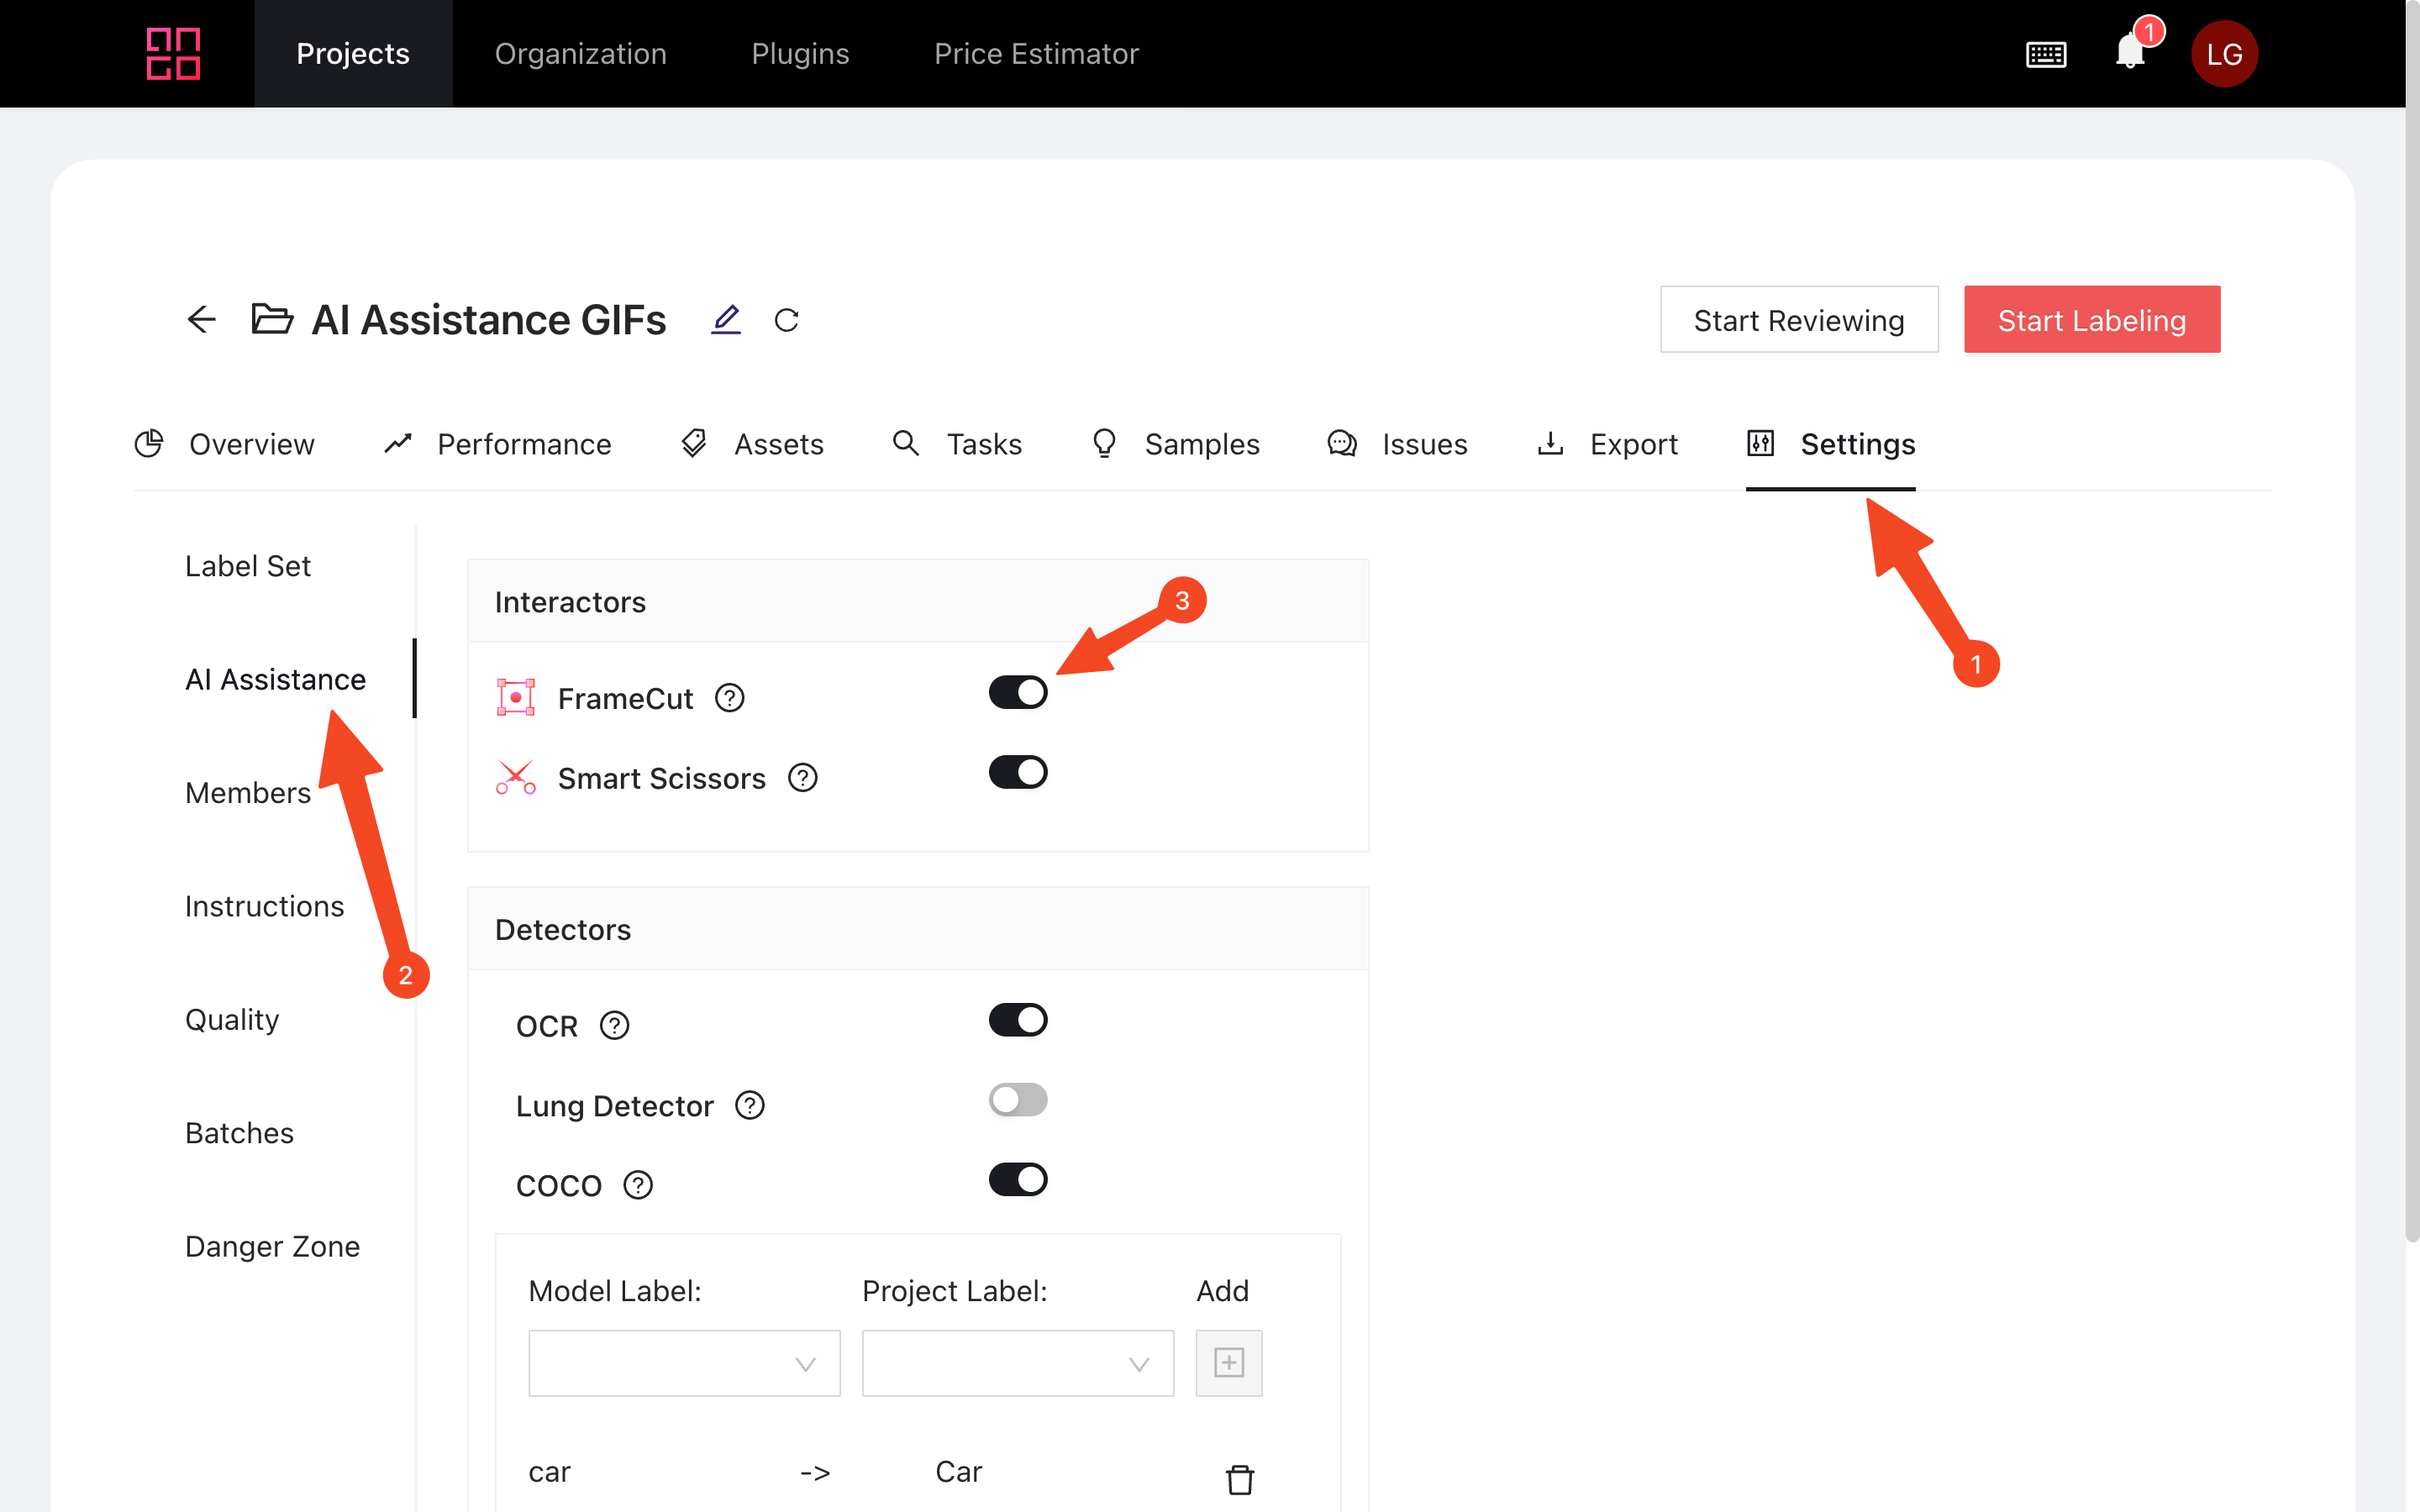 Projects Organization Plugins Price Estimator 1 LG
AI Assistance GIFs Start Reviewing Start Labeling
Overview Performance Assets Tasks Samples Issues Export Settings
Label Set
AI Assistance
Members
Instructions
Quality
Batches
Danger Zone
Interactors
FrameCut ?
Smart Scissors ?
Detectors
OCR ?
Lung Detector ?
COCO ?
Model Label: Project Label: Add
car -> Car
3
1
2